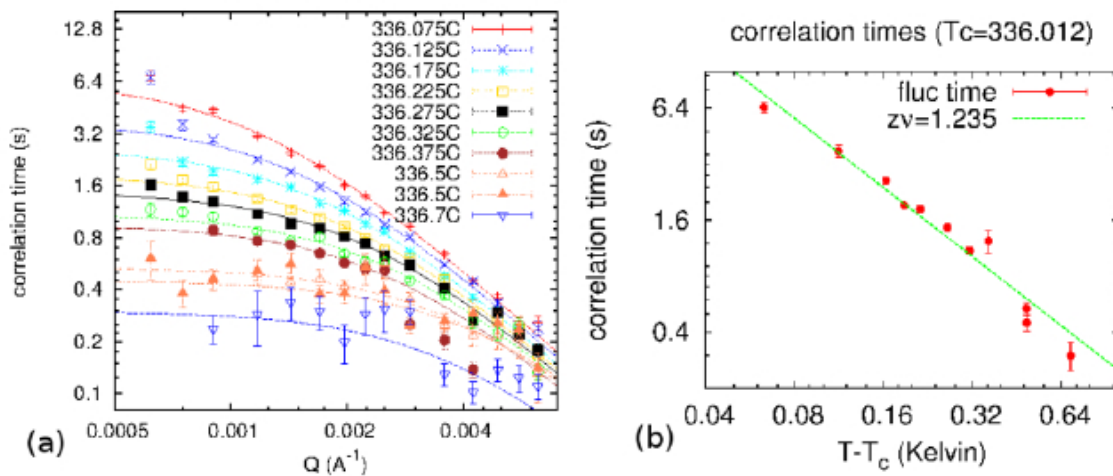 12.8
6.4
3.2
1.6
0.8
0.4
0.2
0.1
correlation time (s)
336.075C
336.125C
336.175C
336.225C
336.275C
336.325C
336.375C
336.5C
336.5C
336.7C
0.0005 0.001 0.002 0.004
(a)
Q (A⁻¹)
correlation times (Tc=336.012)
6.4
1.6
0.4
correlation time (s)
fluc time
zν=1.235
0.04 0.08 0.16 0.32 0.64
(b)
T-Tc (Kelvin)